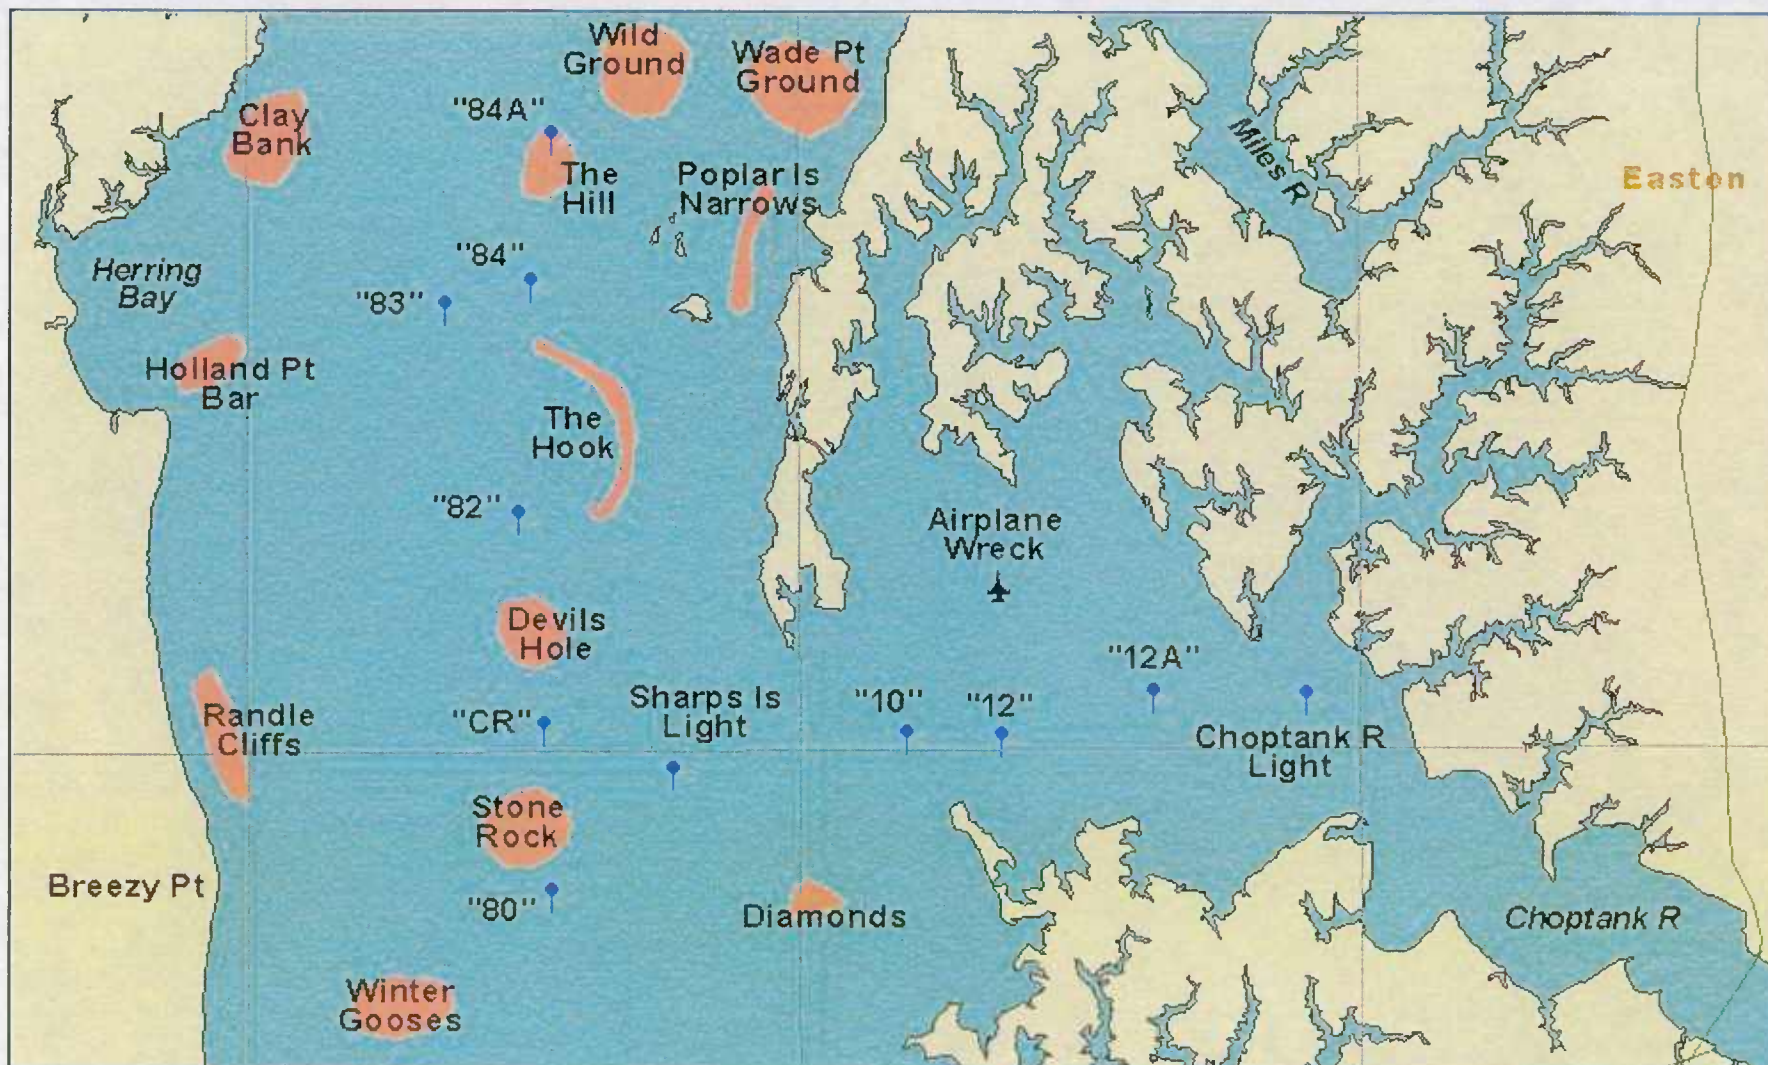 Wild
Ground
Wade Pt
Ground
"84A"
Clay
Bank
The
Hill
Poplar Is
Narrows
Miles R
Easton
Herring
Bay
"84"
"83"
Holland Pt
Bar
The
Hook
"82"
Airplane
Wreck
Devils
Hole
"12A"
Sharps Is
Light
"10"
"12"
Randle
Cliffs
"CR"
Choptank R
Light
Stone
Rock
Breezy Pt
"80"
Diamonds
Choptank R
Winter
Gooses